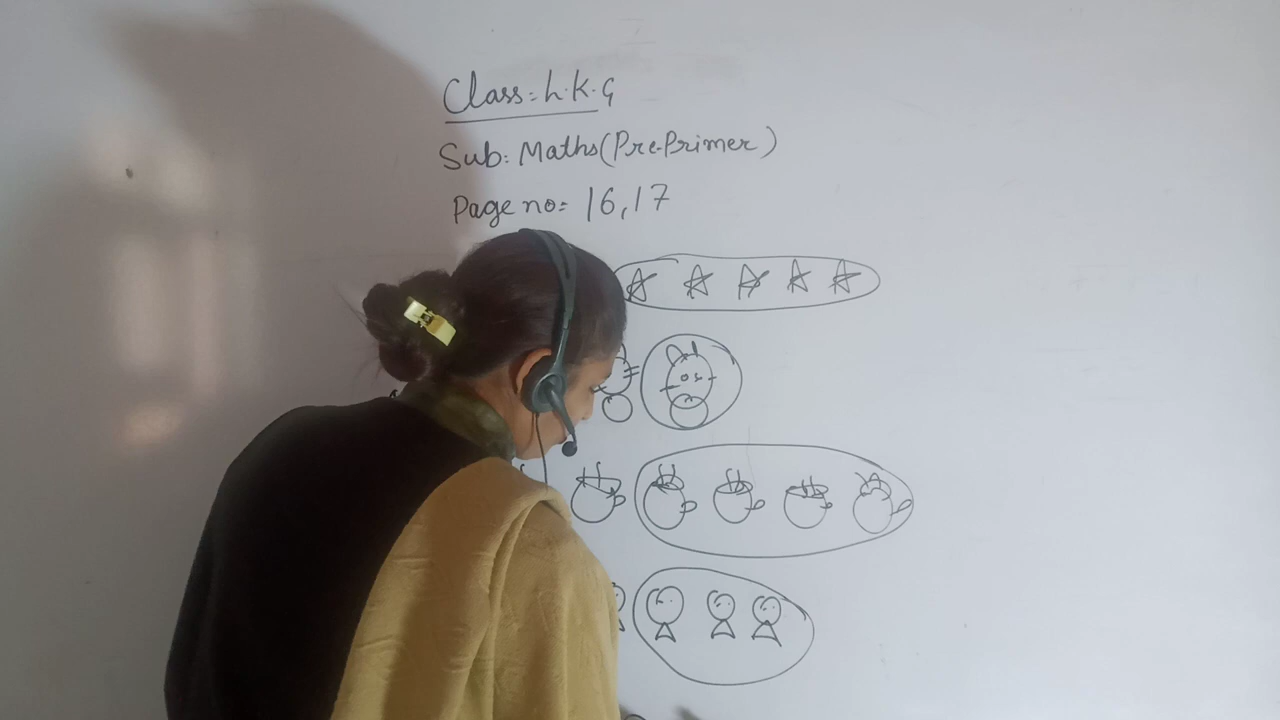 Class:- L.K.G
Sub:- Maths(Pre-Primer)
Page no:- 16,17